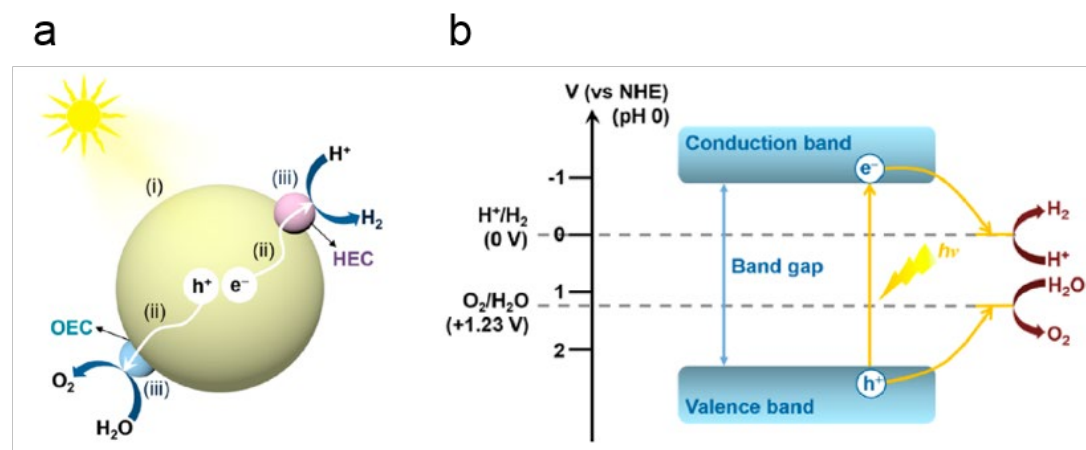 a
b
(i)
(iii)
H⁺
H₂
(ii)
HEC
h⁺
e⁻
(ii)
OEC
O₂
(iii)
H₂O
V (vs NHE)
(pH 0)
Conduction band
e⁻
-1
H⁺/H₂
(0 V)
0
H₂
H⁺
hν
Band gap
1
O₂/H₂O
(+1.23 V)
H₂O
O₂
2
h⁺
Valence band